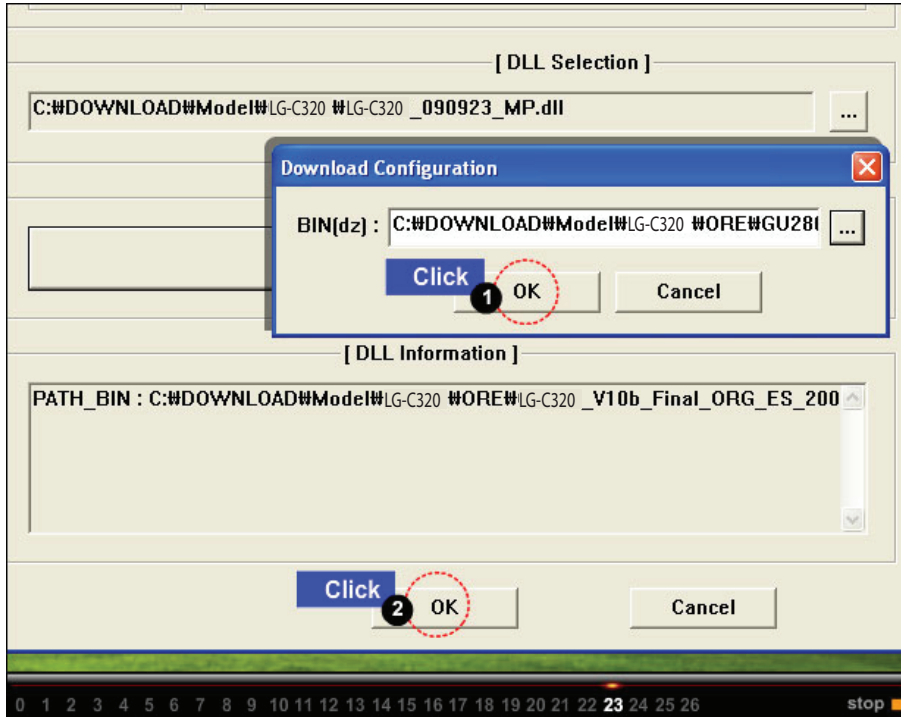 [ DLL Selection ]
C:₩DOWNLOAD₩Model₩LG-C320 ₩LG-C320 _090923_MP.dll
...
Download Configuration
BIN(dz) : C:₩DOWNLOAD₩Model₩LG-C320 ₩ORE₩GU28
...
Click
1 OK
Cancel
[ DLL Information ]
PATH_BIN : C:₩DOWNLOAD₩Model₩LG-C320 ₩ORE₩LG-C320 _V10b_Final_ORG_ES_200
Click
2 OK
Cancel
0 1 2 3 4 5 6 7 8 9 10 11 12 13 14 15 16 17 18 19 20 21 22 23 24 25 26 stop